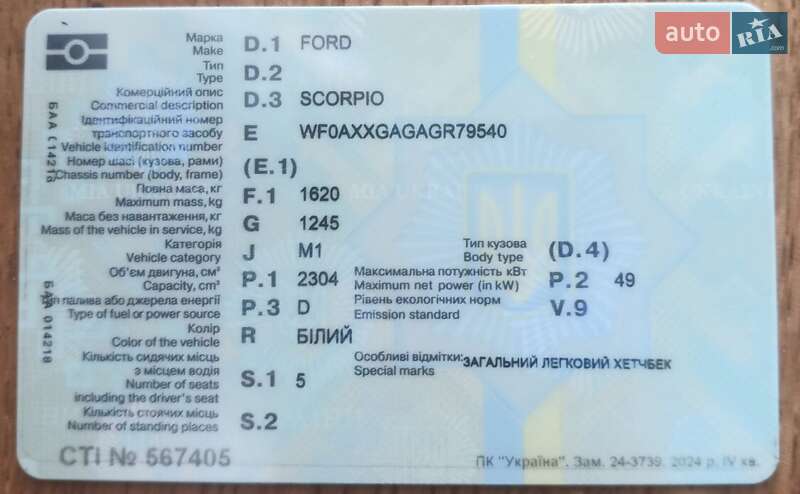 auto RIA .com
Марка
Make D.1 FORD
Тип
Type D.2
Комерційний опис
Commercial description D.3 SCORPIO
Ідентифікаційний номер
транспортного засобу
Vehicle identification number E WF0AXXGAGAGR79540
Номер шасі (кузова, рами)
Chassis number (body, frame) (E.1)
Повна маса, кг
Maximum mass, kg F.1 1620
Маса без навантаження, кг
Mass of the vehicle in service, kg G 1245
Категорія
Vehicle category J M1
Тип кузова
Body type (D.4)
Об'єм двигуна, см³
Capacity, cm³ P.1 2304
Максимальна потужність кВт
Maximum net power (in kW) P.2 49
Тип палива або джерела енергії
Type of fuel or power source P.3 D
Рівень екологічних норм
Emission standard V.9
Колір
Color of the vehicle R БІЛИЙ
Кількість сидячих місць
з місцем водія
Number of seats
including the driver's seat S.1 5
Особливі відмітки: ЗАГАЛЬНИЙ ЛЕГКОВИЙ ХЕТЧБЕК
Special marks
Кількість стоячих місць
Number of standing places S.2
СТІ № 567405
ПК "Україна". Зам. 24-3739. 2024 р. IV кв.
БАА 014218